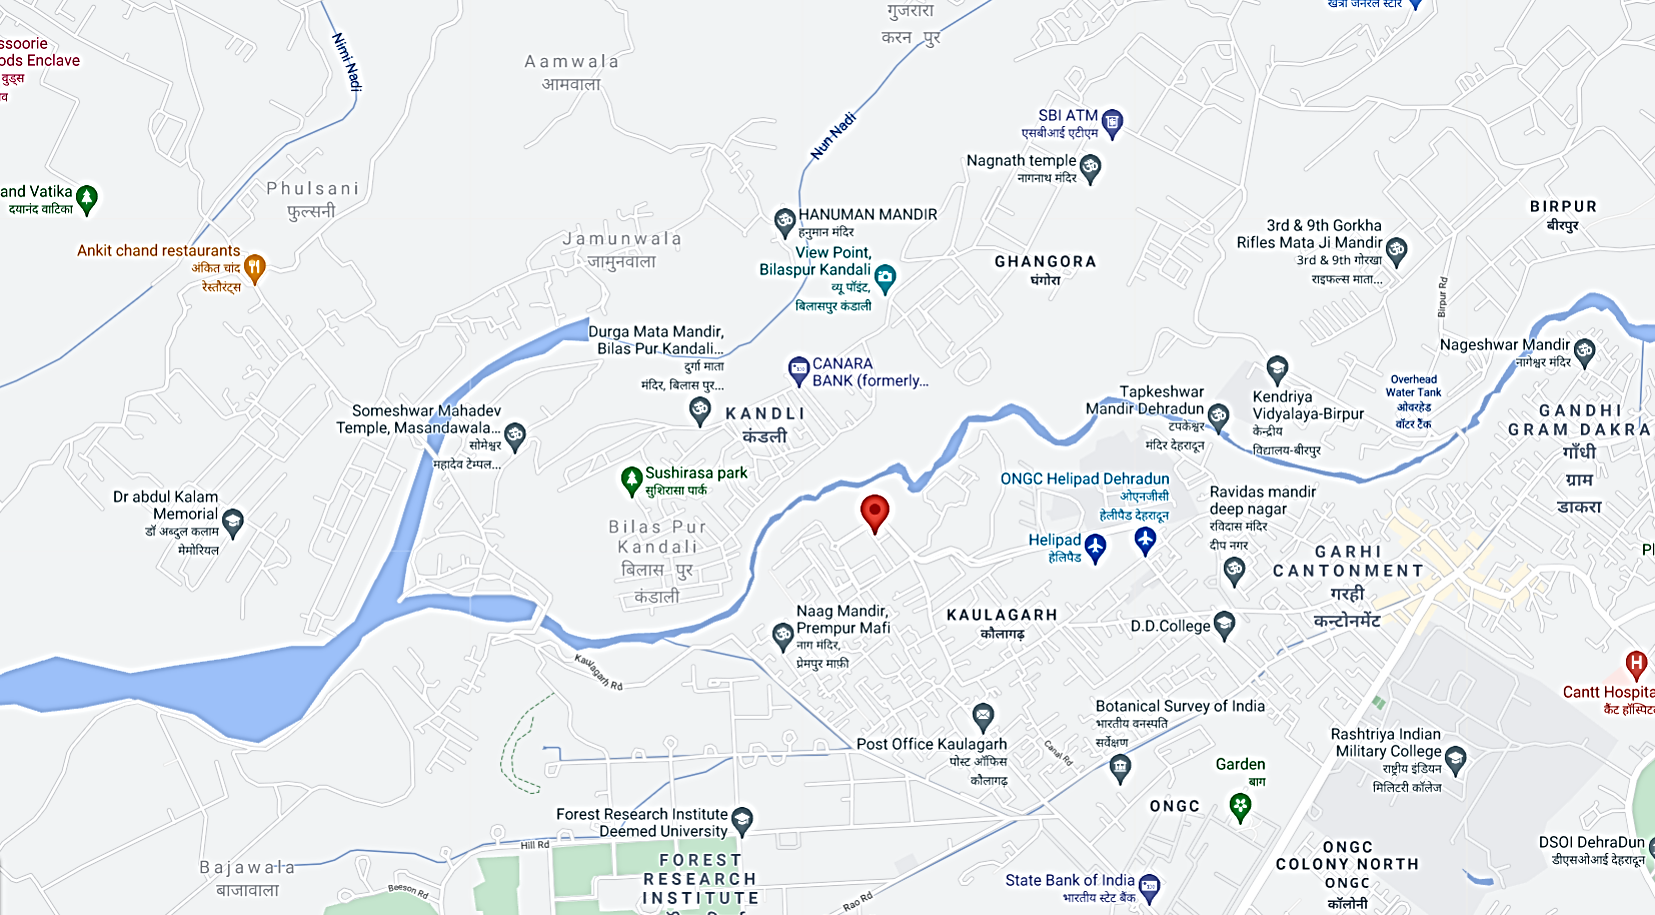 गुजरारा
करन पुर
Nimi Nadi
Enclave
वुड्स
Aamwala
आमवाला
Nun Nadi
SBI ATM
एसबीआई एटीएम
Nagnath temple
नागनाथ मंदिर
Phulsani
फुल्सनी
Vatika
दयानंद वाटिका
BIRPUR
बीरपुर
HANUMAN MANDIR
हनुमान मंदिर
3rd & 9th Gorkha
Rifles Mata Ji Mandir
3rd & 9th गोरखा
राइफल्स माता...
Ankit chand restaurants
अंकित चांद
रेस्तौरंट्स
Jamunwala
जामुनवाला
View Point,
Bilaspur Kandali
व्यू पॉइंट,
बिलासपुर कंडाली
GHANGORA
घंगोरा
Birpur Rd
Durga Mata Mandir,
Bilas Pur Kandali...
दुर्गा माता
मंदिर, बिलास पुर...
CANARA
BANK (formerly...
Nageshwar Mandir
नागेश्वर मंदिर
Tapkeshwar
Mandir Dehradun
टपकेश्वर
मंदिर देहरादून
Kendriya
Vidyalaya-Birpur
केन्द्रीय
विद्यालय-बीरपुर
Overhead
Water Tank
ओवरहेड
वॉटर टैंक
GANDHI
GRAM DAKRA
गाँधी
ग्राम
डाकरा
Someshwar Mahadev
Temple, Masandawala...
सोमेश्वर
महादेव टेम्पल...
KANDLI
कंडली
Sushirasa park
सुशिरासा पार्क
ONGC Helipad Dehradun
ओएनजीसी
हेलीपैड देहरादून
Ravidas mandir
deep nagar
रविदास मंदिर
दीप नगर
Dr abdul Kalam
Memorial
डॉ अब्दुल कलाम
मेमोरियल
Bilas Pur
Kandali
बिलास पुर
कंडाली
Helipad
हेलिपैड
GARHI
CANTONMENT
गरही
कन्टोनमेंट
Naag Mandir,
Prempur Mafi
नाग मंदिर,
प्रेमपुर माफ़ी
KAULAGARH
कौलागढ़
D.D.College
Kawlagarh Rd
Cantt
कैंट
Botanical Survey of India
भारतीय वनस्पति
सर्वेक्षण
Post Office Kaulagarh
पोस्ट ऑफिस
कौलागढ़
Canal Rd
Rashtriya Indian
Military College
राष्ट्रीय इंडियन
मिलिटरी कॉलेज
Garden
बाग
ONGC
Forest Research Institute
Deemed University
Hill Rd
FOREST
RESEARCH
INSTITUTE
ONGC
COLONY NORTH
ONGC
कॉलोनी
DSOI DehraDun
डीएसओआई देहरादून
Bajawala
बाजावाला
Beeson Rd
Rao Rd
State Bank of India
भारतीय स्टेट बैंक